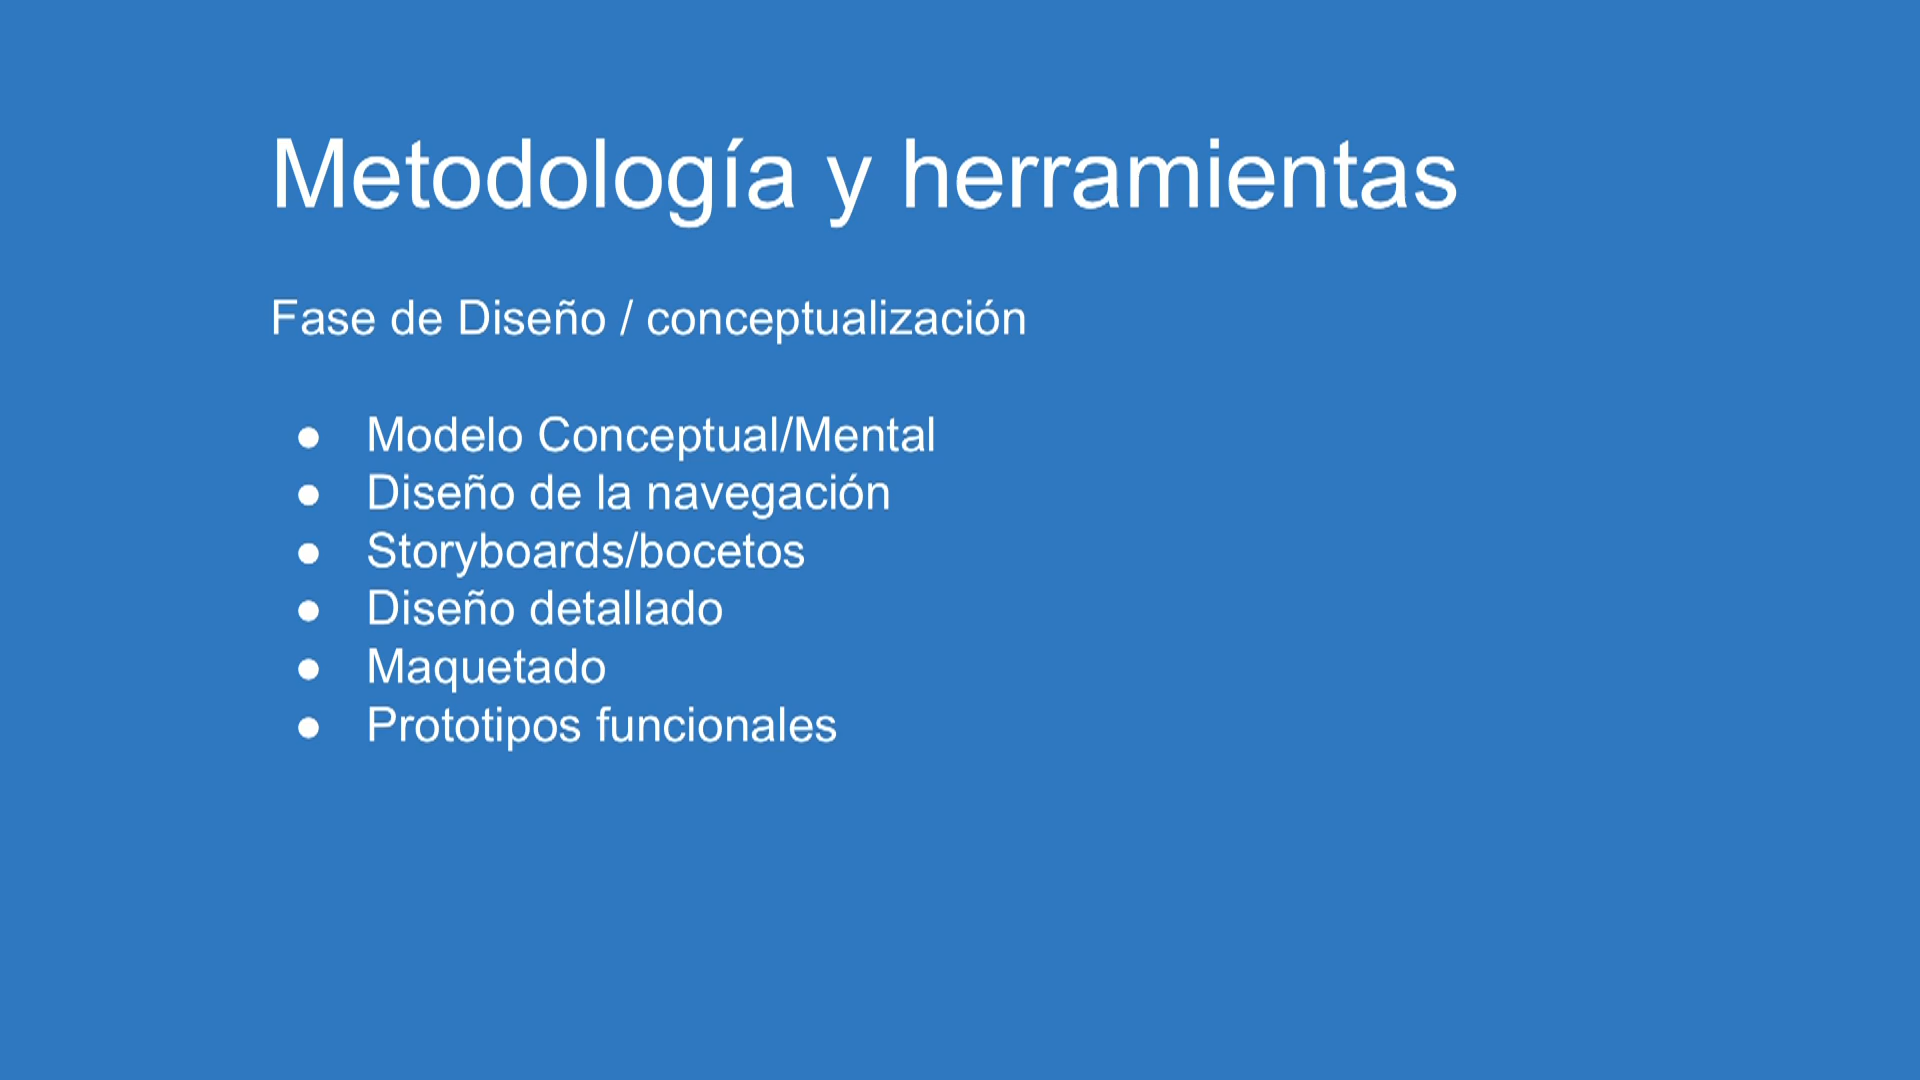 Metodología y herramientas
Fase de Diseño / conceptualización
● Modelo Conceptual/Mental
● Diseño de la navegación
● Storyboards/bocetos
● Diseño detallado
● Maquetado
● Prototipos funcionales